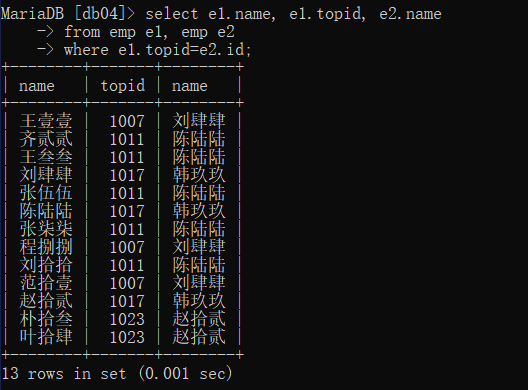 MariaDB [db04]> select e1.name, e1.topid, e2.name
    -> from emp e1, emp e2
    -> where e1.topid=e2.id;
+--------+-------+--------+
| name   | topid | name   |
+--------+-------+--------+
| 王壹壹 |  1007 | 刘肆肆 |
| 齐贰贰 |  1011 | 陈陆陆 |
| 王叁叁 |  1011 | 陈陆陆 |
| 刘肆肆 |  1017 | 韩玖玖 |
| 张伍伍 |  1011 | 陈陆陆 |
| 陈陆陆 |  1017 | 韩玖玖 |
| 张柒柒 |  1011 | 陈陆陆 |
| 程捌捌 |  1007 | 刘肆肆 |
| 刘拾拾 |  1011 | 陈陆陆 |
| 范拾壹 |  1007 | 刘肆肆 |
| 赵拾贰 |  1017 | 韩玖玖 |
| 朴拾叁 |  1023 | 赵拾贰 |
| 叶拾肆 |  1023 | 赵拾贰 |
+--------+-------+--------+
13 rows in set (0.001 sec)